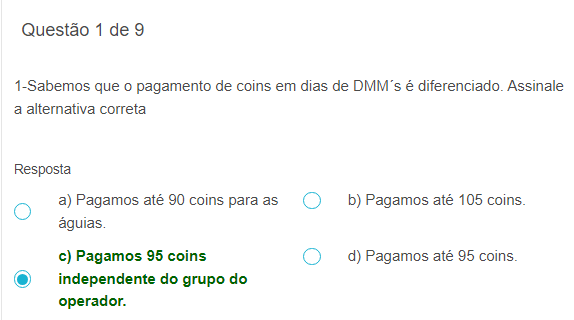 Questão 1 de 9
1-Sabemos que o pagamento de coins em dias de DMM´s é diferenciado. Assinale
a alternativa correta
Resposta
a) Pagamos até 90 coins para as
águias.
b) Pagamos até 105 coins.
c) Pagamos 95 coins
independente do grupo do
operador.
d) Pagamos até 95 coins.